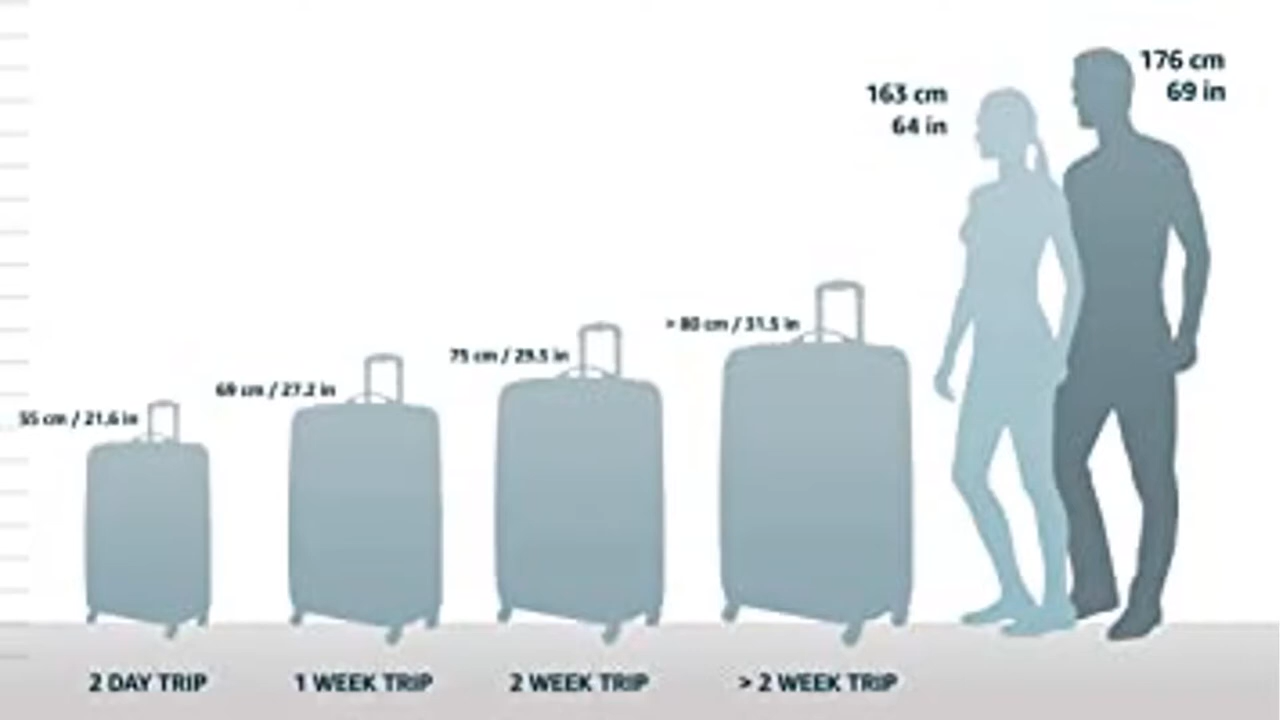 176 cm
69 in
163 cm
64 in
55 cm / 21.6 in
69 cm / 27.2 in
75 cm / 29.5 in
> 80 cm / 31.5 in
2 DAY TRIP
1 WEEK TRIP
2 WEEK TRIP
> 2 WEEK TRIP